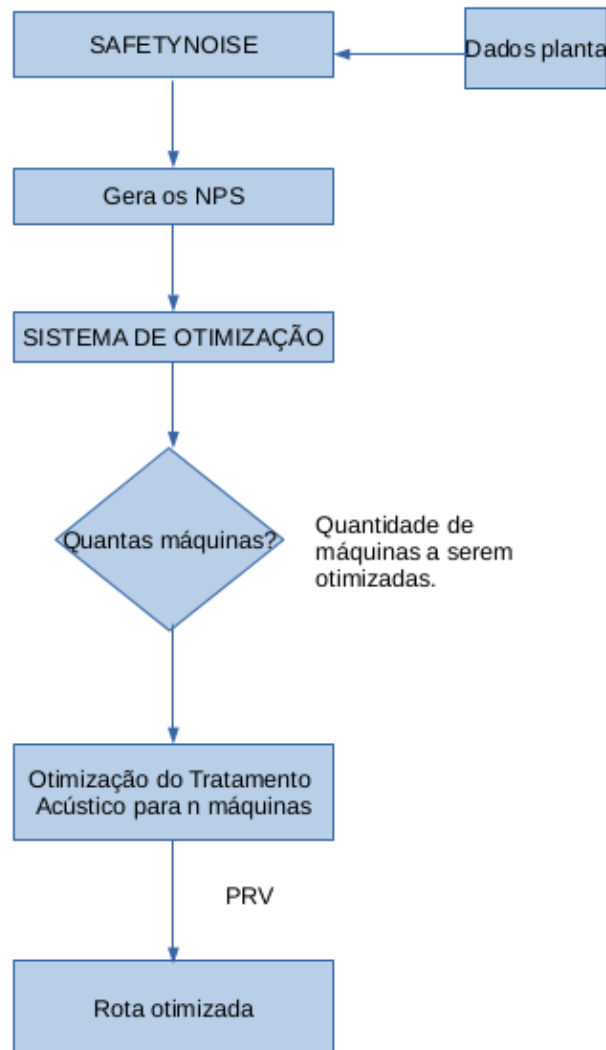 SAFETYNOISE
Dados planta
Gera os NPS
SISTEMA DE OTIMIZAÇÃO
Quantas máquinas?
Quantidade de
máquinas a serem
otimizadas.
Otimização do Tratamento
Acústico para n máquinas
PRV
Rota otimizada